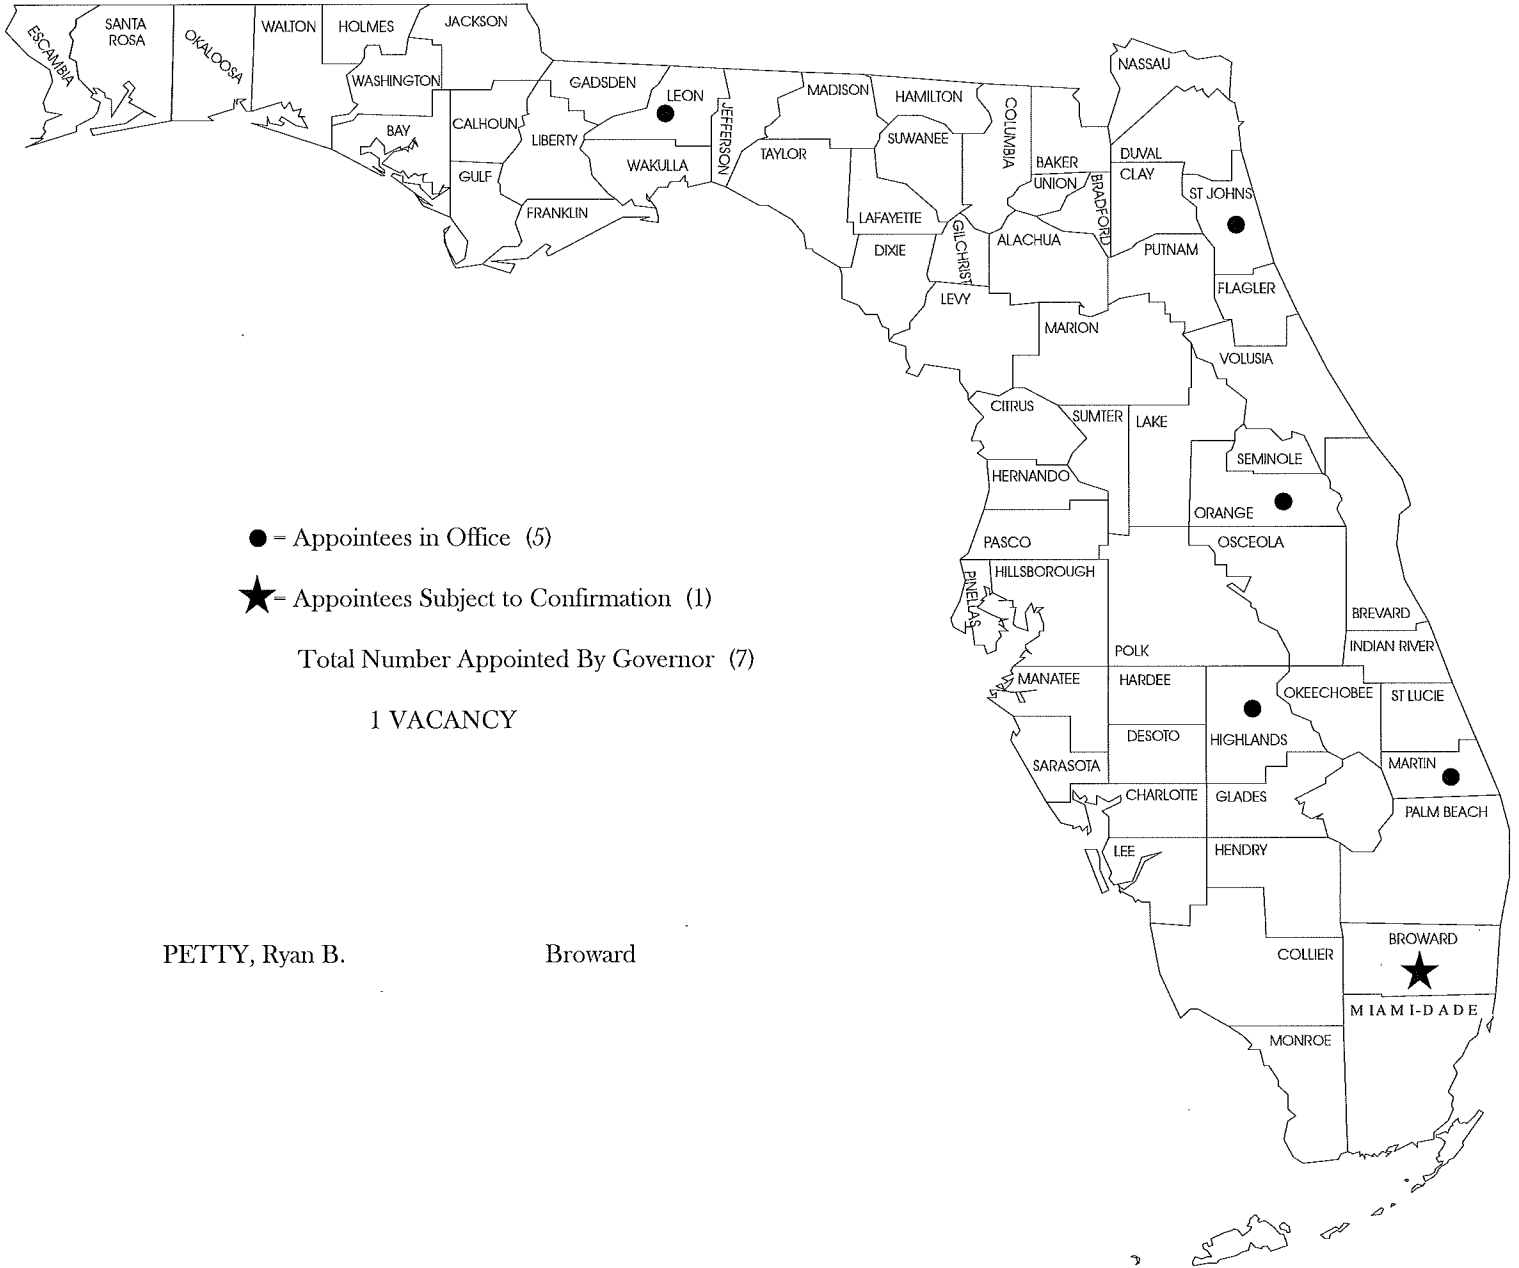 ESCAMBIA
SANTA
ROSA
OKALOOSA
WALTON
HOLMES
JACKSON
WASHINGTON
BAY
CALHOUN
GULF
LIBERTY
GADSDEN
FRANKLIN
LEON
WAKULLA
JEFFERSON
TAYLOR
MADISON
HAMILTON
SUWANEE
LAFAYETTE
DIXIE
COLUMBIA
GILCHRIST
LEVY
NASSAU
BAKER
UNION
BRADFORD
ALACHUA
DUVAL
CLAY
ST JOHNS
PUTNAM
FLAGLER
MARION
VOLUSIA
CITRUS
SUMTER
LAKE
SEMINOLE
HERNANDO
ORANGE
PASCO
OSCEOLA
PINELLAS
HILLSBOROUGH
BREVARD
POLK
INDIAN RIVER
MANATEE
HARDEE
OKEECHOBEE
ST LUCIE
DESOTO
HIGHLANDS
SARASOTA
MARTIN
CHARLOTTE
GLADES
PALM BEACH
LEE
HENDRY
BROWARD
COLLIER
MIAMI-DADE
MONROE
= Appointees in Office (5)
= Appointees Subject to Confirmation (1)
Total Number Appointed By Governor (7)
1 VACANCY
PETTY, Ryan B. Broward